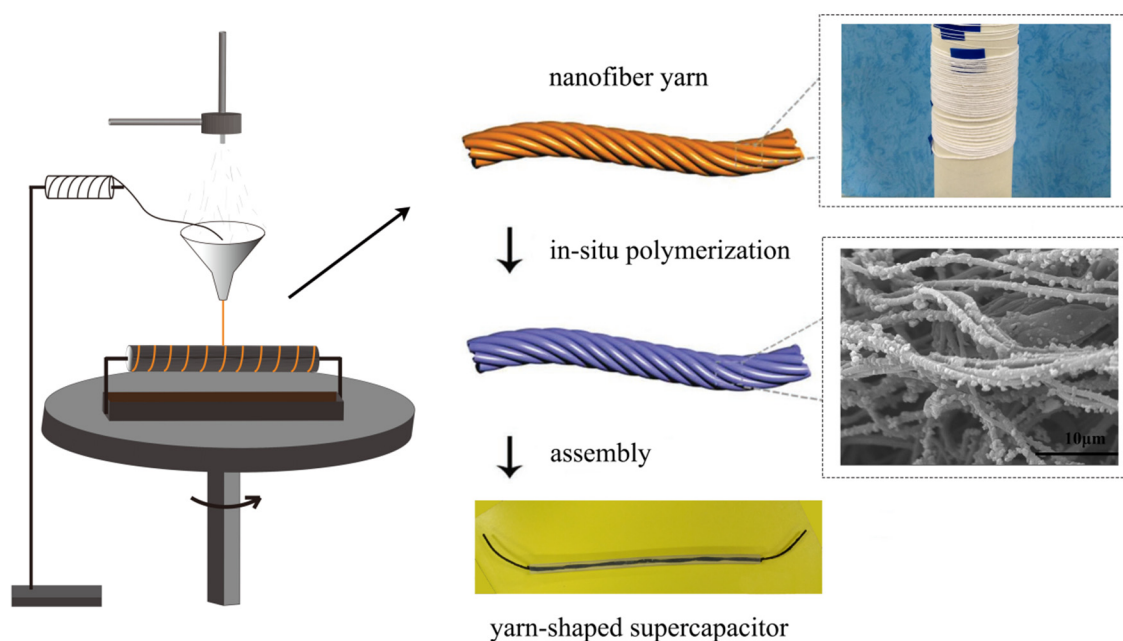 nanofiber yarn
in-situ polymerization
10μm
assembly
yarn-shaped supercapacitor